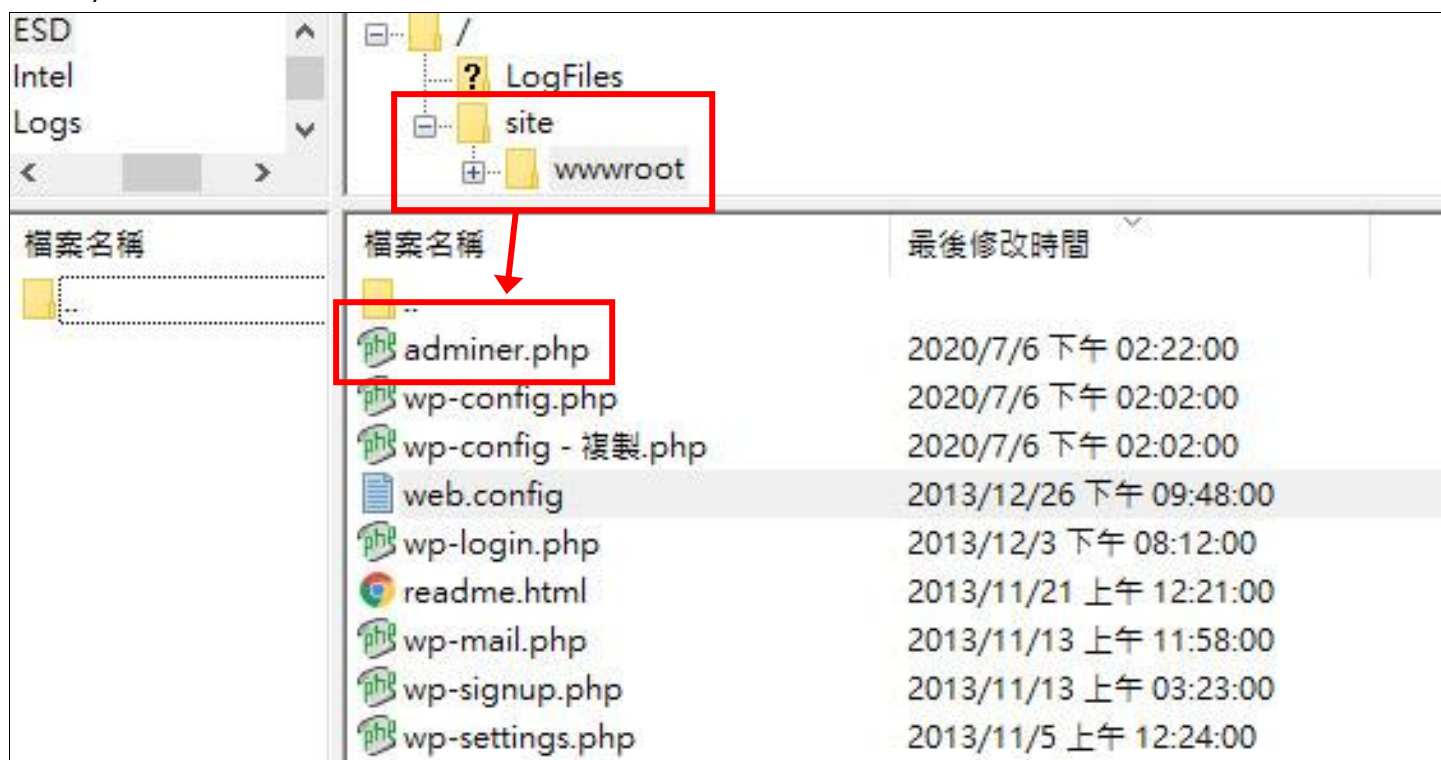 ESD
Intel
Logs
/
LogFiles
site
wwwroot
檔案名稱
..
檔案名稱 最後修改時間
..
adminer.php 2020/7/6 下午 02:22:00
wp-config.php 2020/7/6 下午 02:02:00
wp-config - 複製.php 2020/7/6 下午 02:02:00
web.config 2013/12/26 下午 09:48:00
wp-login.php 2013/12/3 下午 08:12:00
readme.html 2013/11/21 上午 12:21:00
wp-mail.php 2013/11/13 上午 11:58:00
wp-signup.php 2013/11/13 上午 03:23:00
wp-settings.php 2013/11/5 上午 12:24:00